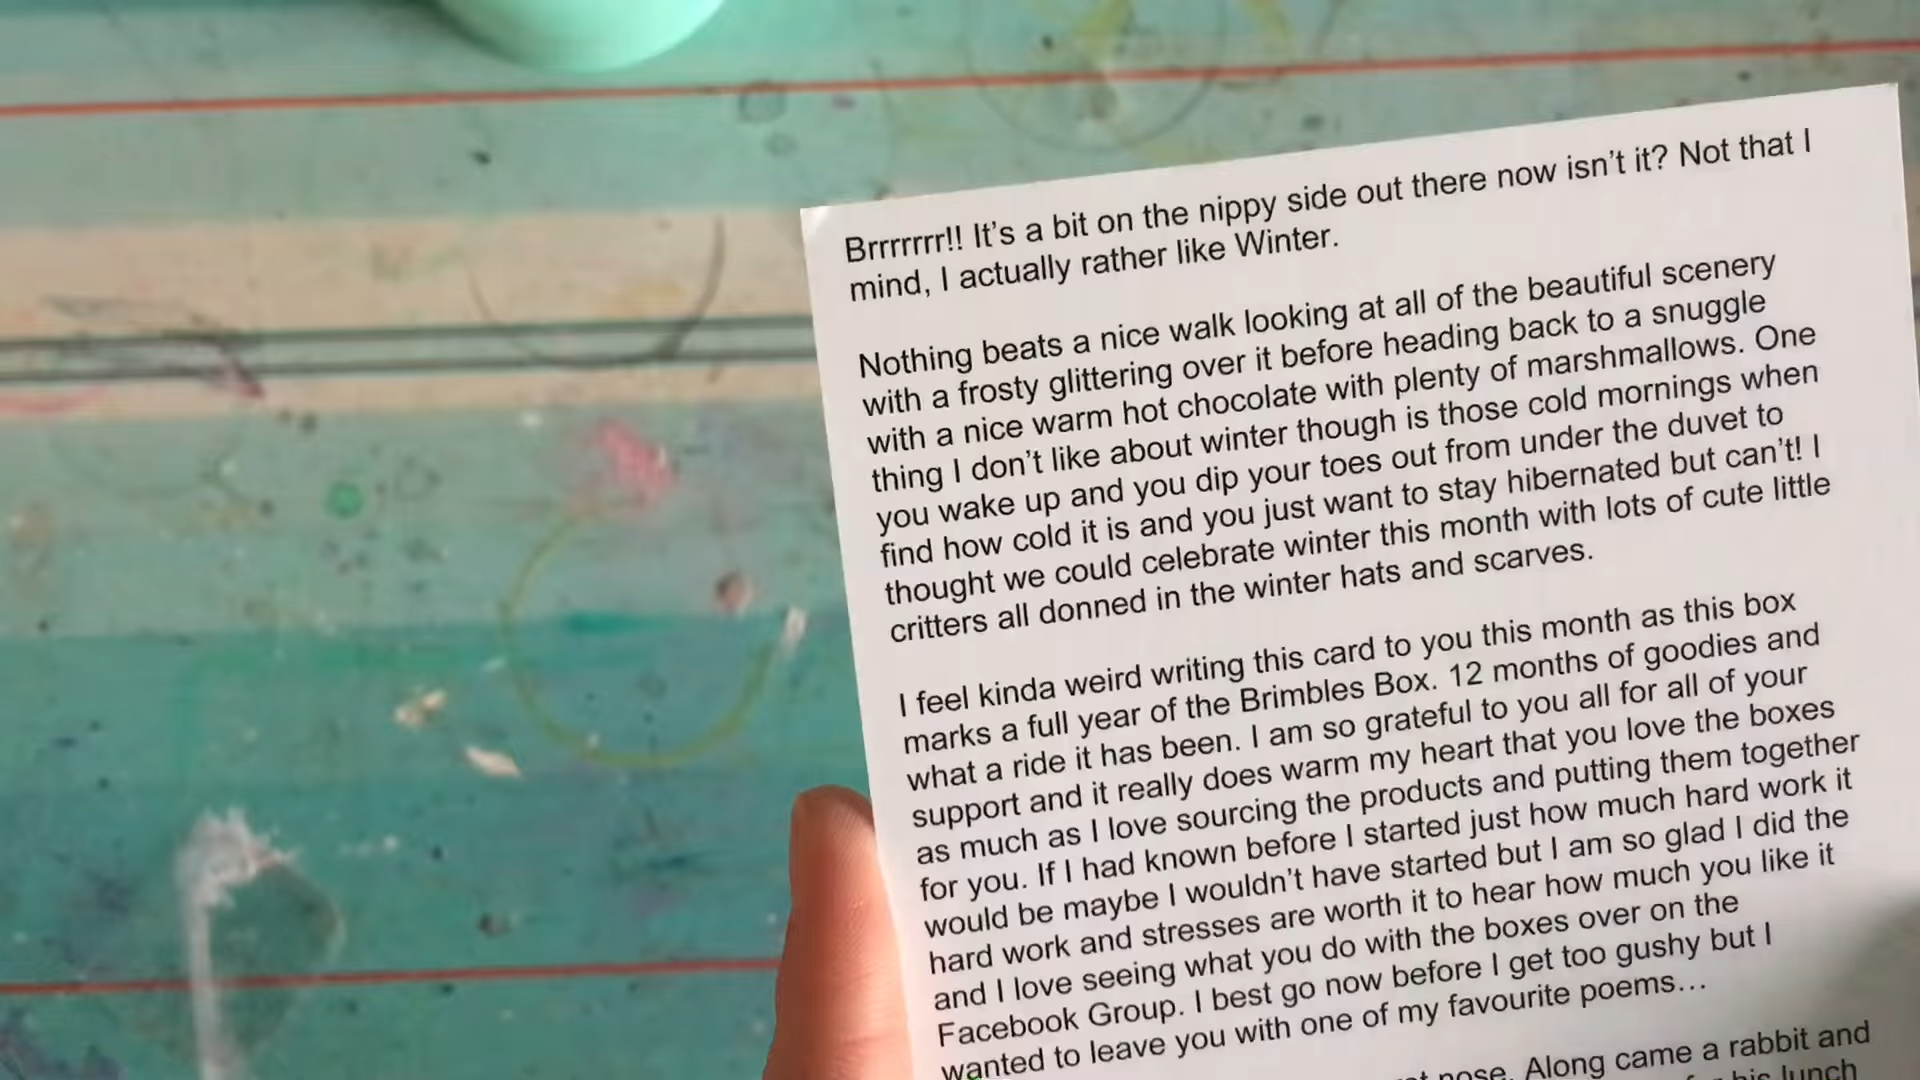 Brrrrrrr!! It's a bit on the nippy side out there now isn't it? Not that I
mind, I actually rather like Winter.
Nothing beats a nice walk looking at all of the beautiful scenery
with a frosty glittering over it before heading back to a snuggle
with a nice warm hot chocolate with plenty of marshmallows. One
thing I don't like about winter though is those cold mornings when
you wake up and you dip your toes out from under the duvet to
find how cold it is and you just want to stay hibernated but can't! I
thought we could celebrate winter this month with lots of cute little
critters all donned in the winter hats and scarves.
I feel kinda weird writing this card to you this month as this box
marks a full year of the Brimbles Box. 12 months of goodies and
what a ride it has been. I am so grateful to you all for all of your
support and it really does warm my heart that you love the boxes
as much as I love sourcing the products and putting them together
for you. If I had known before I started just how much hard work it
would be maybe I wouldn't have started but I am so glad I did the
hard work and stresses are worth it to hear how much you like it
and I love seeing what you do with the boxes over on the
Facebook Group. I best go now before I get too gushy but I
wanted to leave you with one of my favourite poems...
nose. Along came a rabbit and
his lunch